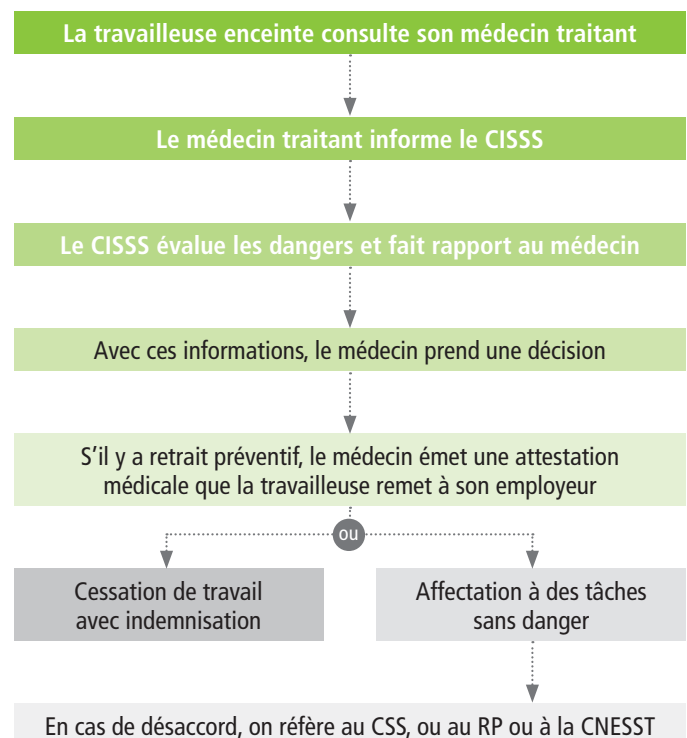 La travailleuse enceinte consulte son médecin traitant
Le médecin traitant informe le CISSS
Le CISSS évalue les dangers et fait rapport au médecin
Avec ces informations, le médecin prend une décision
S'il y a retrait préventif, le médecin émet une attestation
médicale que la travailleuse remet à son employeur
ou
Cessation de travail
avec indemnisation
Affectation à des tâches
sans danger
En cas de désaccord, on réfère au CSS, ou au RP ou à la CNESST